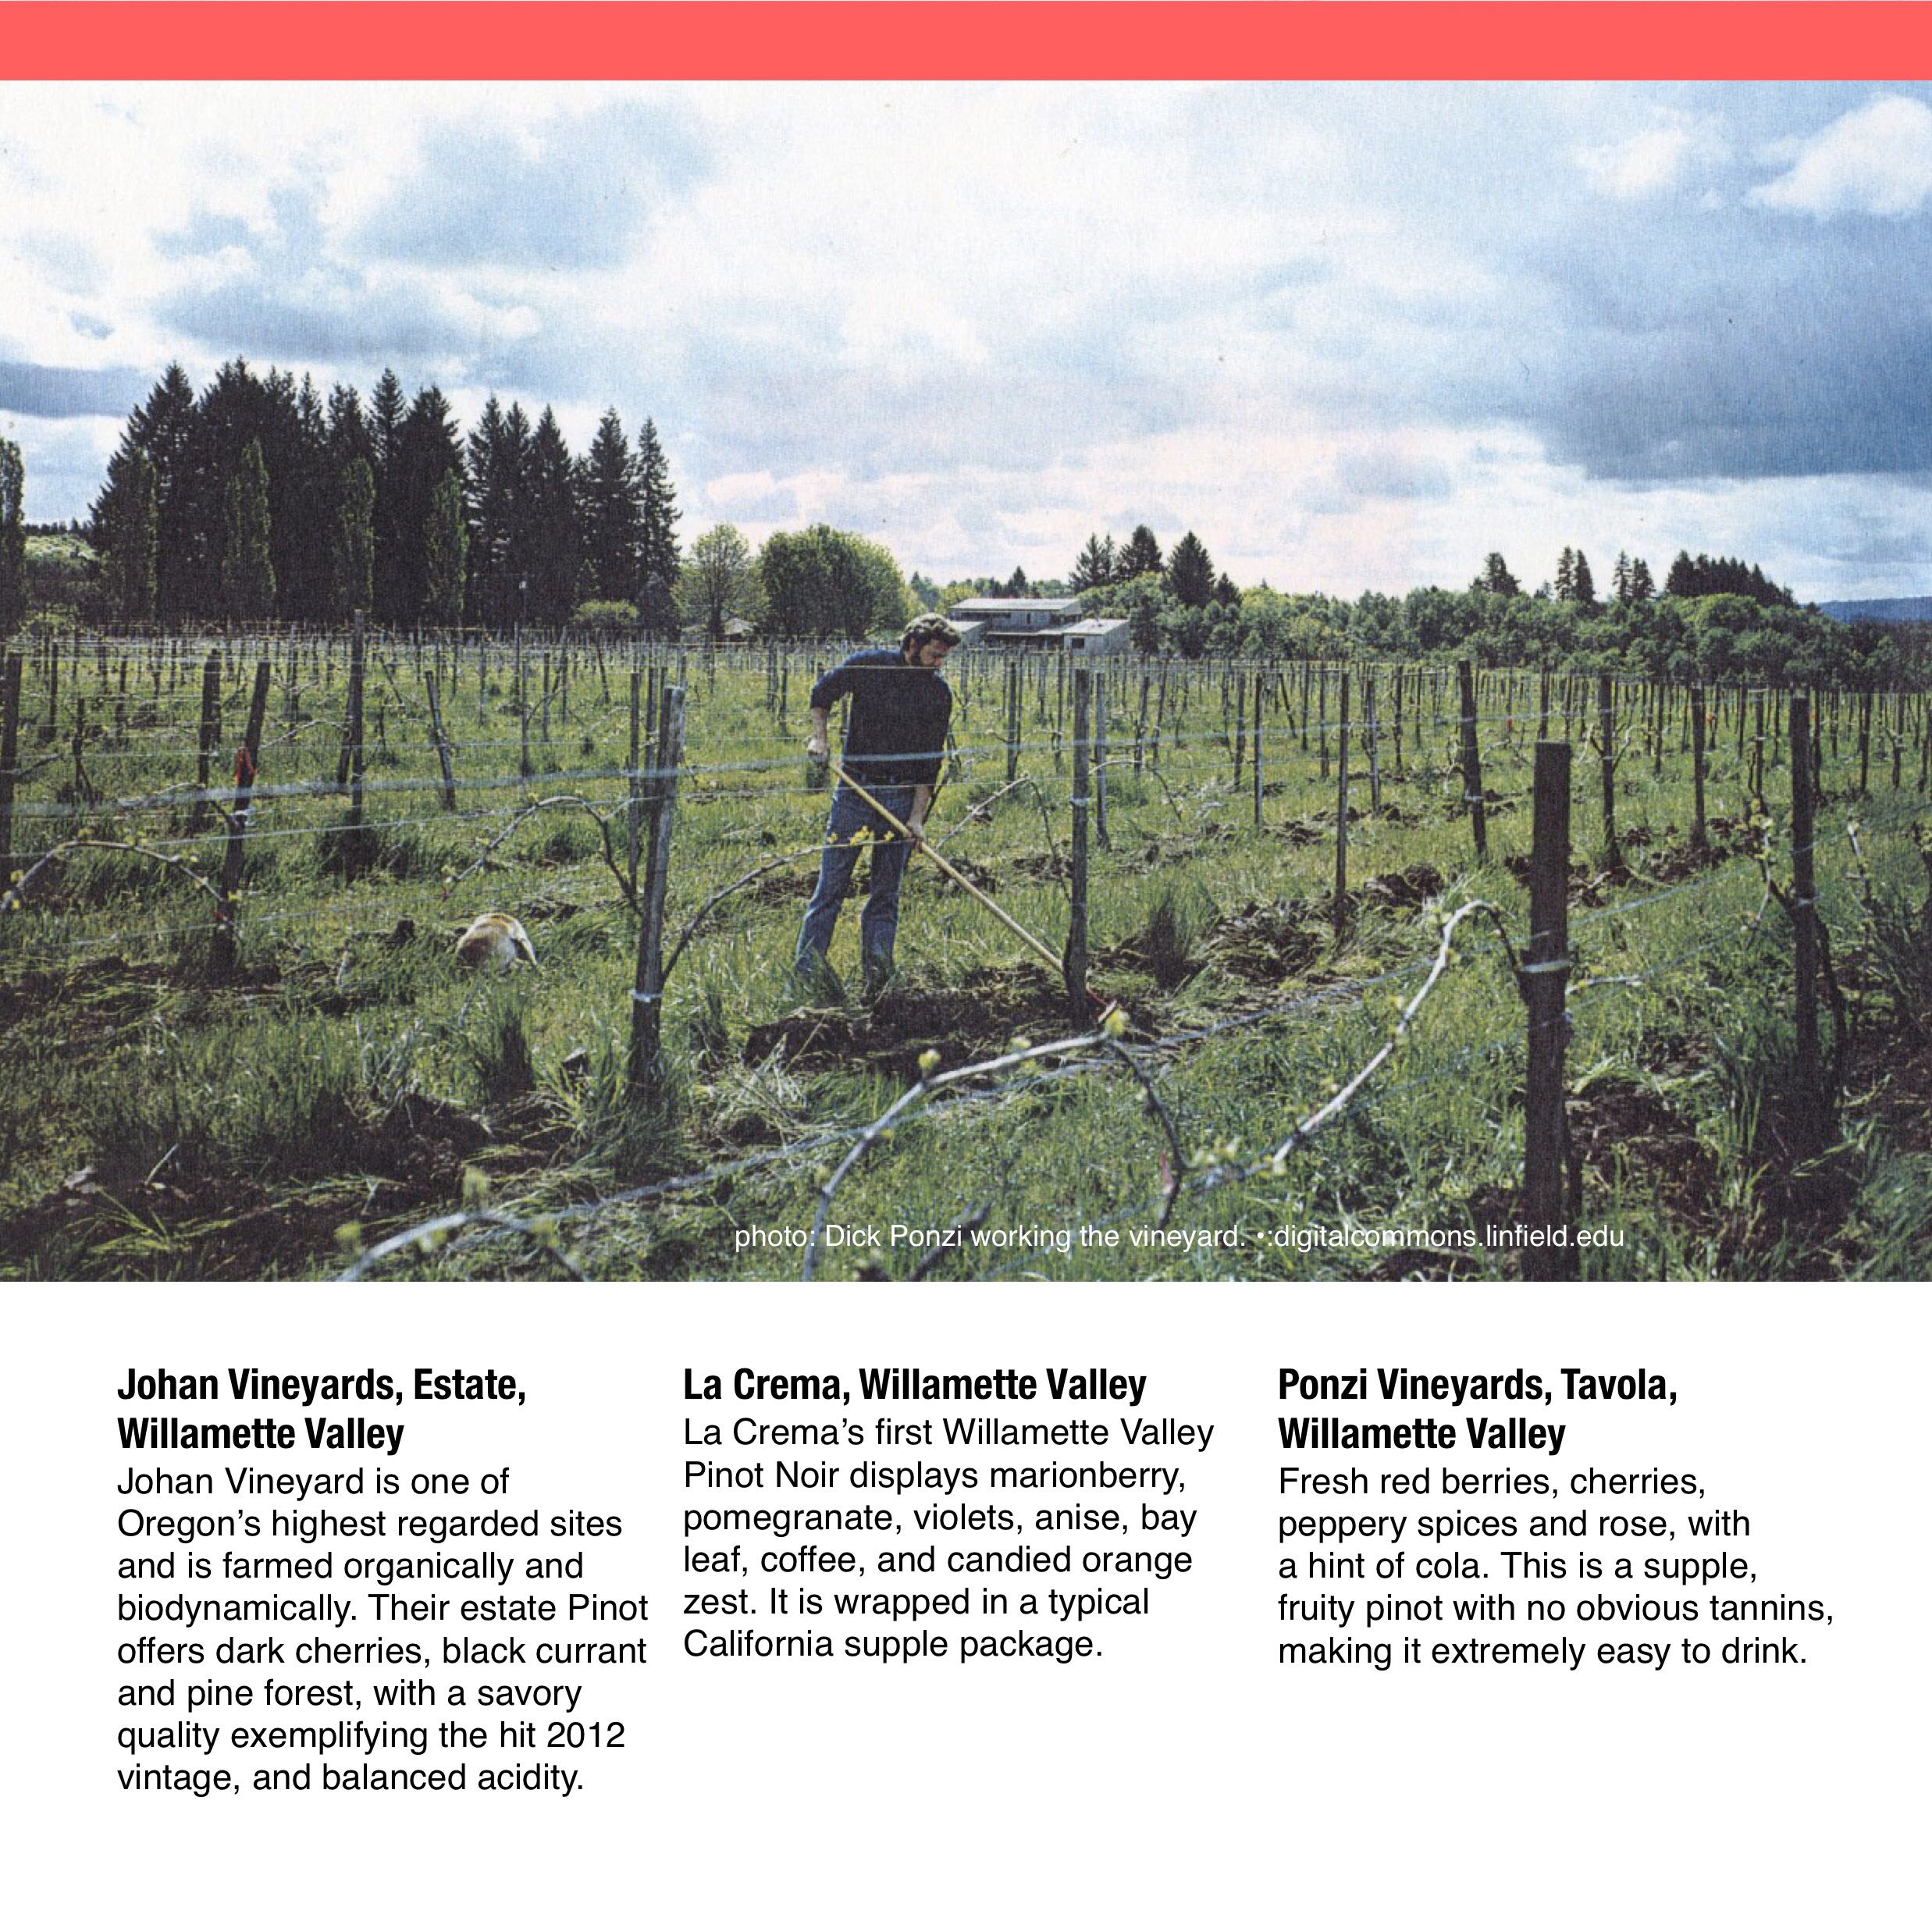 photo: Dick Ponzi working the vineyard. •:digitalcommons.linfield.edu
Johan Vineyards, Estate,
Willamette Valley
Johan Vineyard is one of
Oregon’s highest regarded sites
and is farmed organically and
biodynamically. Their estate Pinot
offers dark cherries, black currant
and pine forest, with a savory
quality exemplifying the hit 2012
vintage, and balanced acidity.
La Crema, Willamette Valley
La Crema’s first Willamette Valley
Pinot Noir displays marionberry,
pomegranate, violets, anise, bay
leaf, coffee, and candied orange
zest. It is wrapped in a typical
California supple package.
Ponzi Vineyards, Tavola,
Willamette Valley
Fresh red berries, cherries,
peppery spices and rose, with
a hint of cola. This is a supple,
fruity pinot with no obvious tannins,
making it extremely easy to drink.